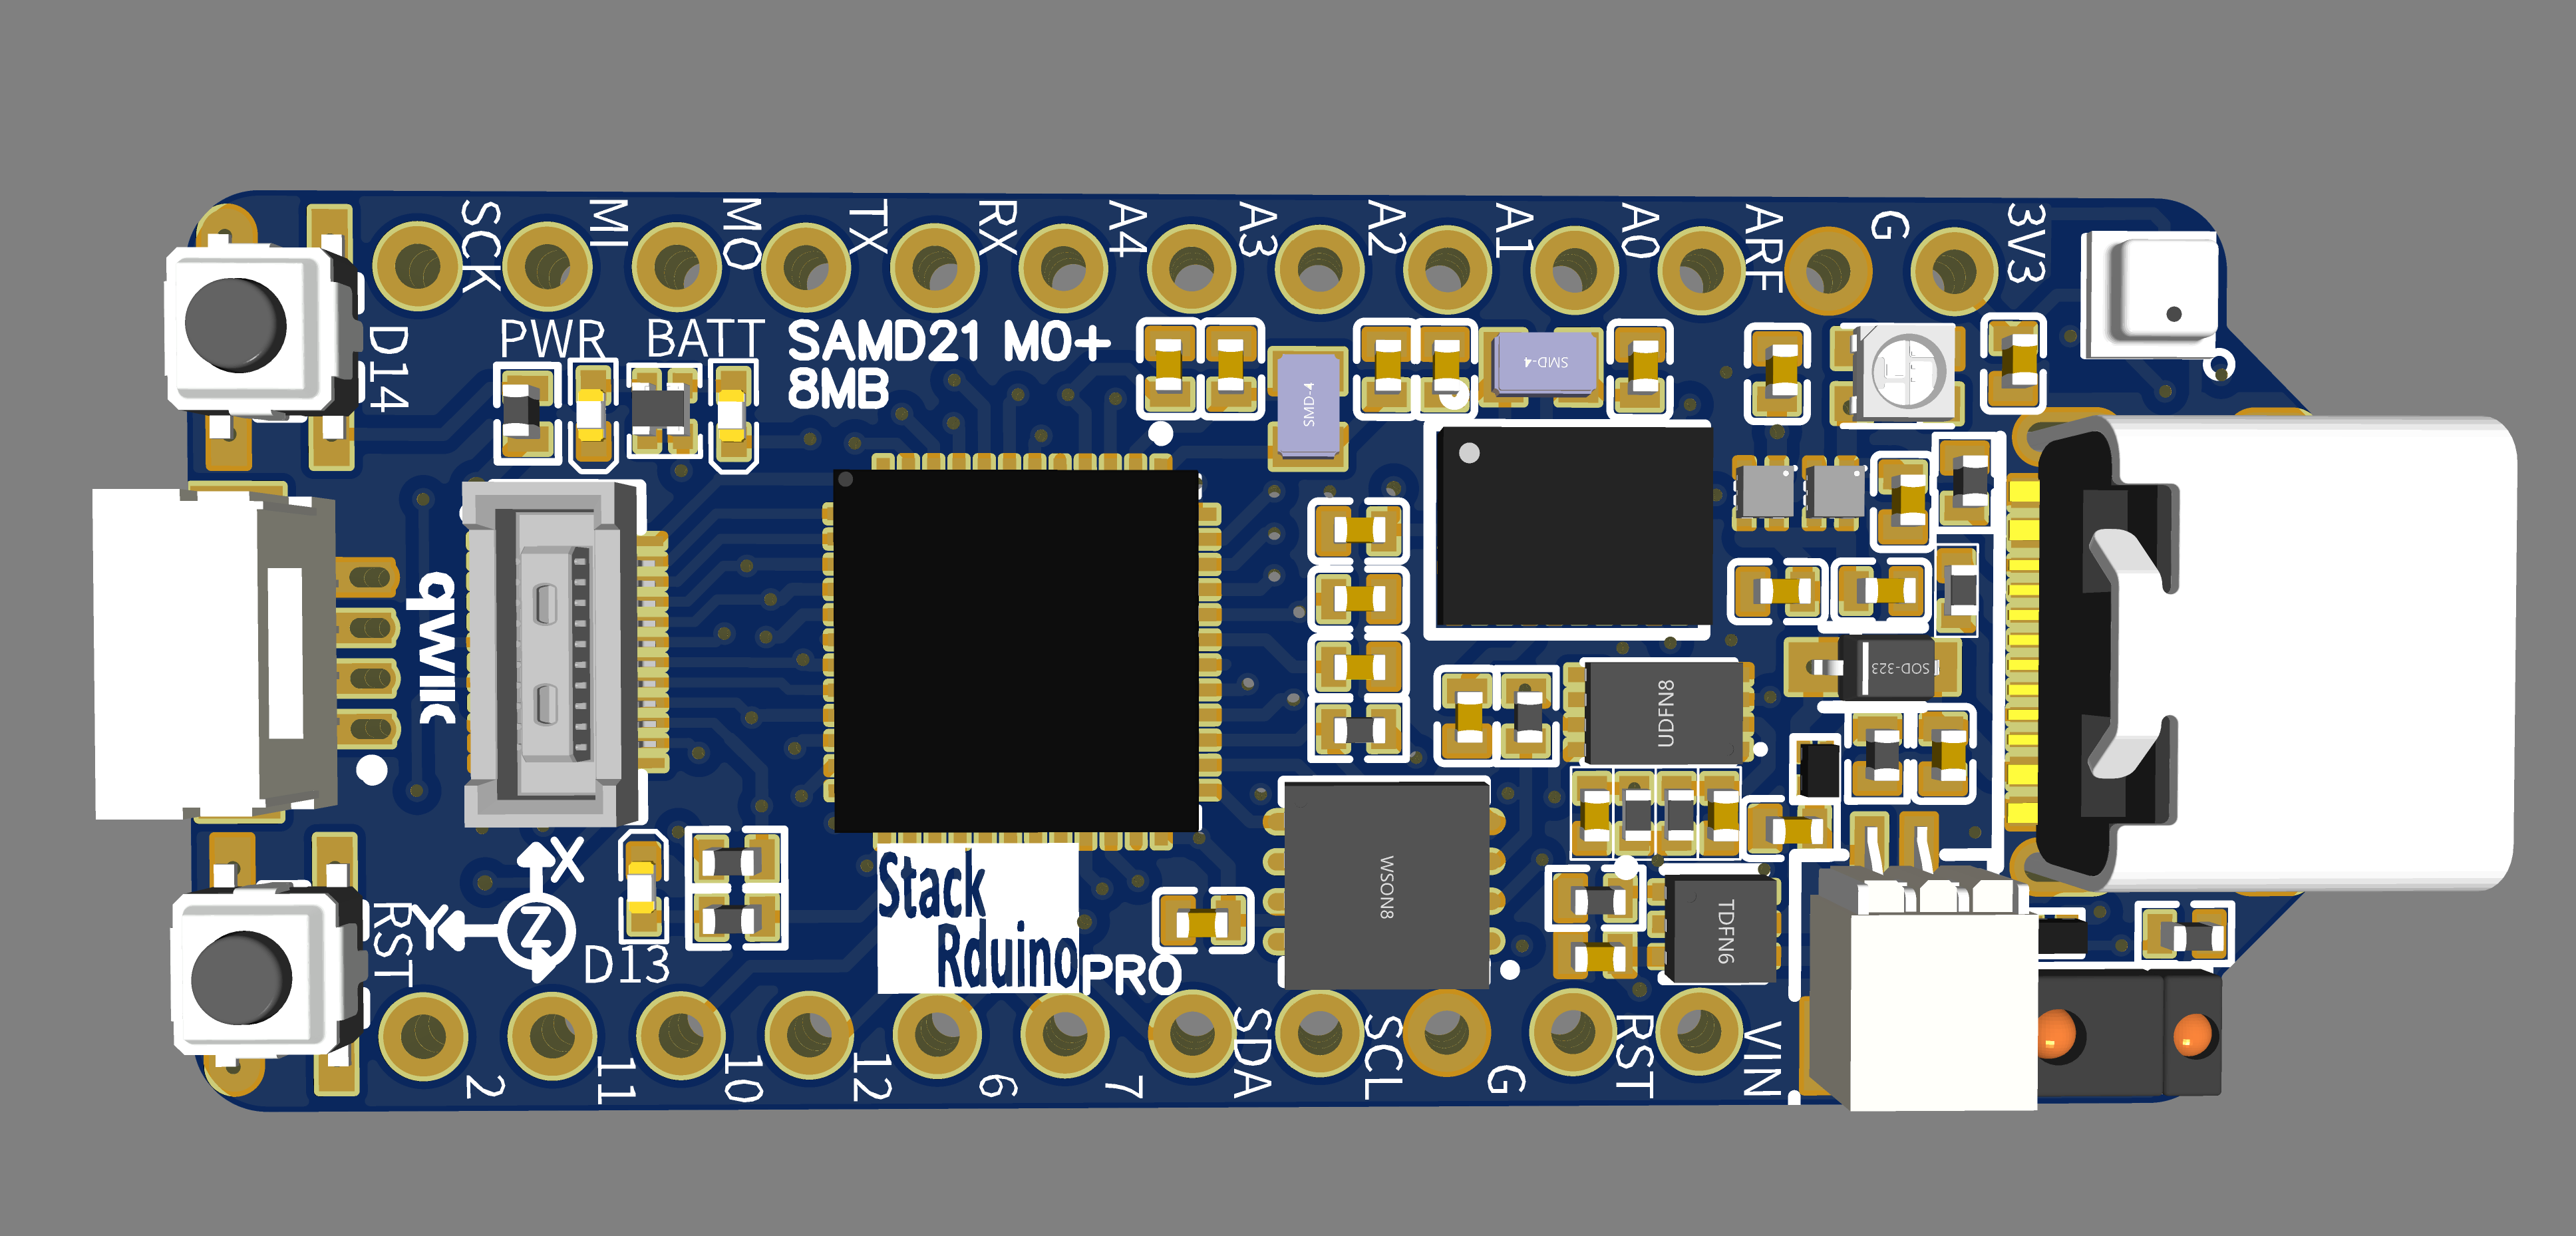 SCK
MI
MO
TX
RX
A4
A3
A2
A1
A0
ARF
G
3V3
D14
PWR
BATT
SAMD21 M0+
8MB
SMD-4
SMD-4
qwiic
SOD-323
UDFN8
WSON8
TDFN6
X
Y
Z
D13
RST
Stack
Rduino
PRO
2
11
10
12
6
7
SDA
SCL
G
RST
VIN